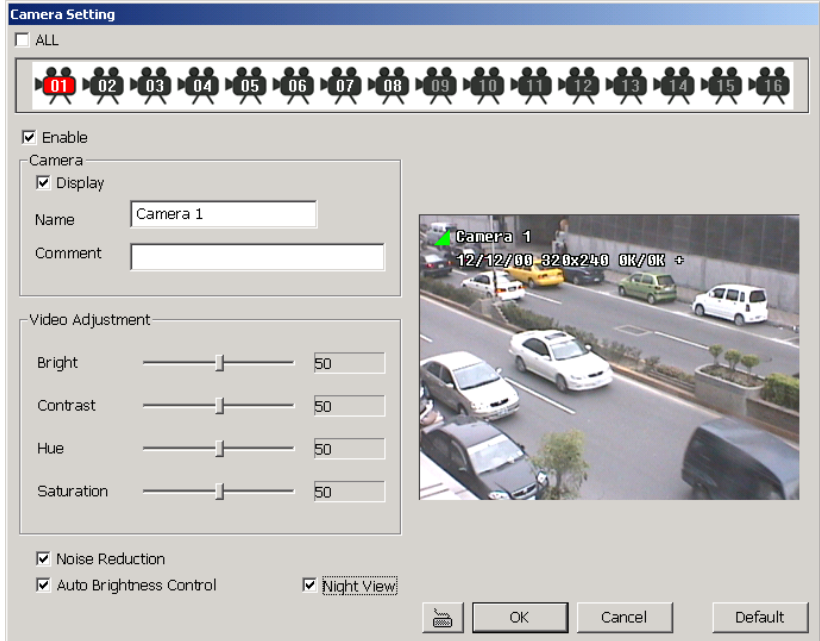 Camera Setting
ALL
01 02 03 04 05 06 07 08 09 10 11 12 13 14 15 16
Enable
Camera
Display
Name Camera 1
Comment
Camera 1
12/12/00 320x240 0K/0K +
Video Adjustment
Bright 50
Contrast 50
Hue 50
Saturation 50
Noise Reduction
Auto Brightness Control Night View
OK Cancel Default